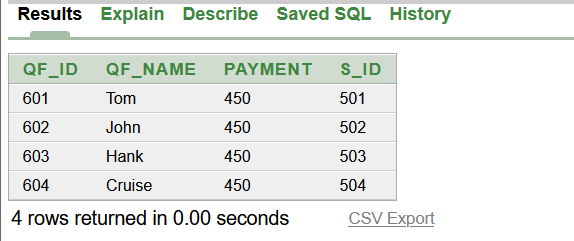 Results Explain Describe Saved SQL History
QF_ID QF_NAME PAYMENT S_ID
601 Tom 450 501
602 John 450 502
603 Hank 450 503
604 Cruise 450 504
4 rows returned in 0.00 seconds CSV Export